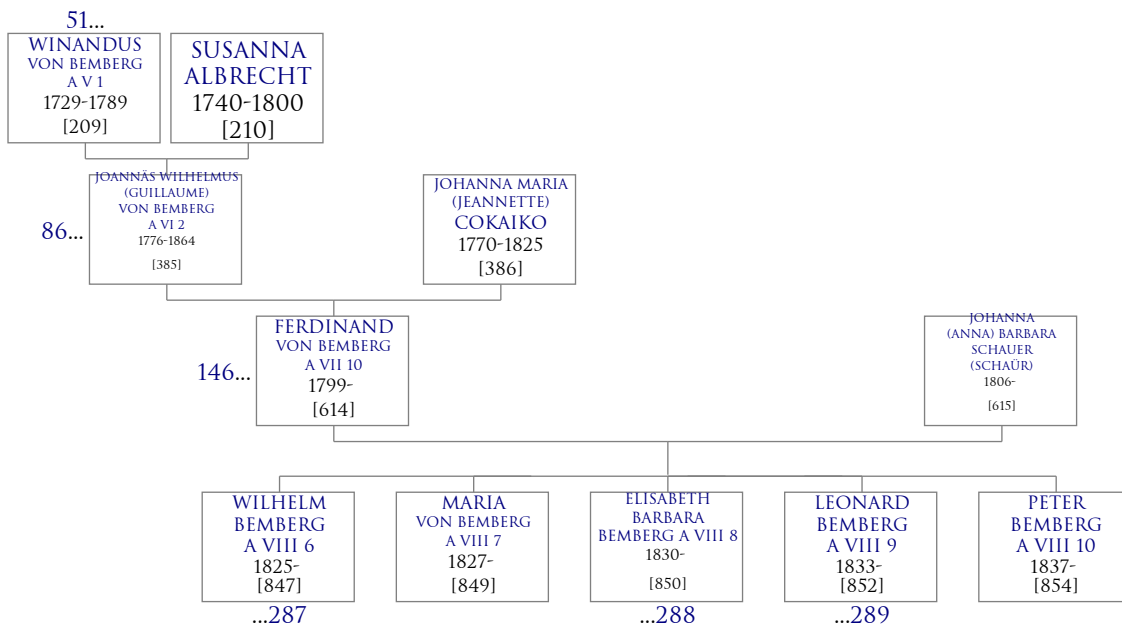 51...
WINANDUS
VON BEMBERG
A V 1
1729-1789
[209]
SUSANNA
ALBRECHT
1740-1800
[210]
86...
JOANNÄS WILHELMUS
(GUILLAUME)
VON BEMBERG
A VI 2
1776-1864
[385]
JOHANNA MARIA
(JEANNETTE)
COKAIKO
1770-1825
[386]
146...
FERDINAND
VON BEMBERG
A VII 10
1799-
[614]
JOHANNA
(ANNA) BARBARA
SCHAUER
(SCHAÜR)
1806-
[615]
WILHELM
BEMBERG
A VIII 6
1825-
[847]
...287
MARIA
VON BEMBERG
A VIII 7
1827-
[849]
ELISABETH
BARBARA
BEMBERG A VIII 8
1830-
[850]
...288
LEONARD
BEMBERG
A VIII 9
1833-
[852]
...289
PETER
BEMBERG
A VIII 10
1837-
[854]